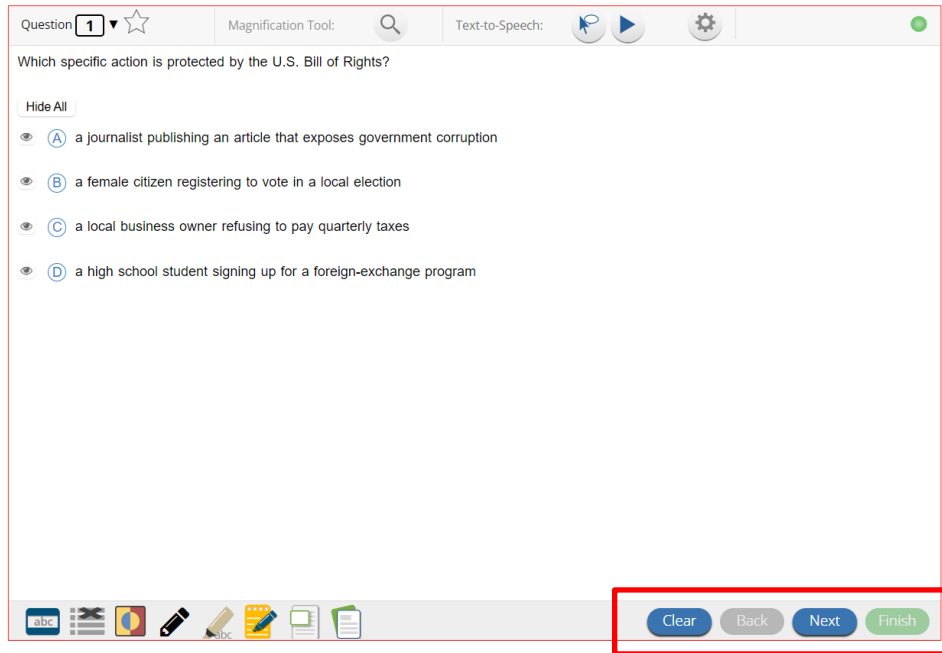 Question 1 ▼ Magnification Tool: Text-to-Speech:
Which specific action is protected by the U.S. Bill of Rights?
Hide All
A a journalist publishing an article that exposes government corruption
B a female citizen registering to vote in a local election
C a local business owner refusing to pay quarterly taxes
D a high school student signing up for a foreign-exchange program
abc abc Clear Back Next Finish